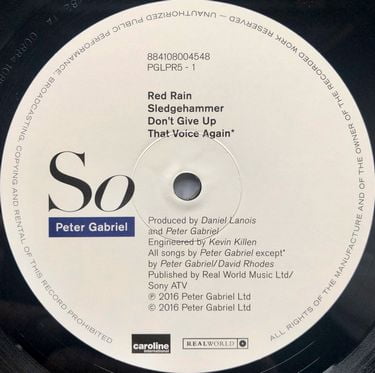 884108004548
PGLPR5 - 1
Red Rain
Sledgehammer
Don't Give Up
That Voice Again*
So
Peter Gabriel
Produced by Daniel Lanois
and Peter Gabriel
Engineered by Kevin Killen
All songs by Peter Gabriel except*
by Peter Gabriel/David Rhodes
Published by Real World Music Ltd/
Sony ATV
℗ 2016 Peter Gabriel Ltd
© 2016 Peter Gabriel Ltd
caroline
international
REALWORLD
ALL RIGHTS OF THE MANUFACTURE AND OF THE OWNER OF THE RECORDED WORK RESERVED – UNAUTHORIZED PUBLIC PERFORMANCE, BROADCASTING, COPYING AND RENTAL OF THIS RECORD PROHIBITED